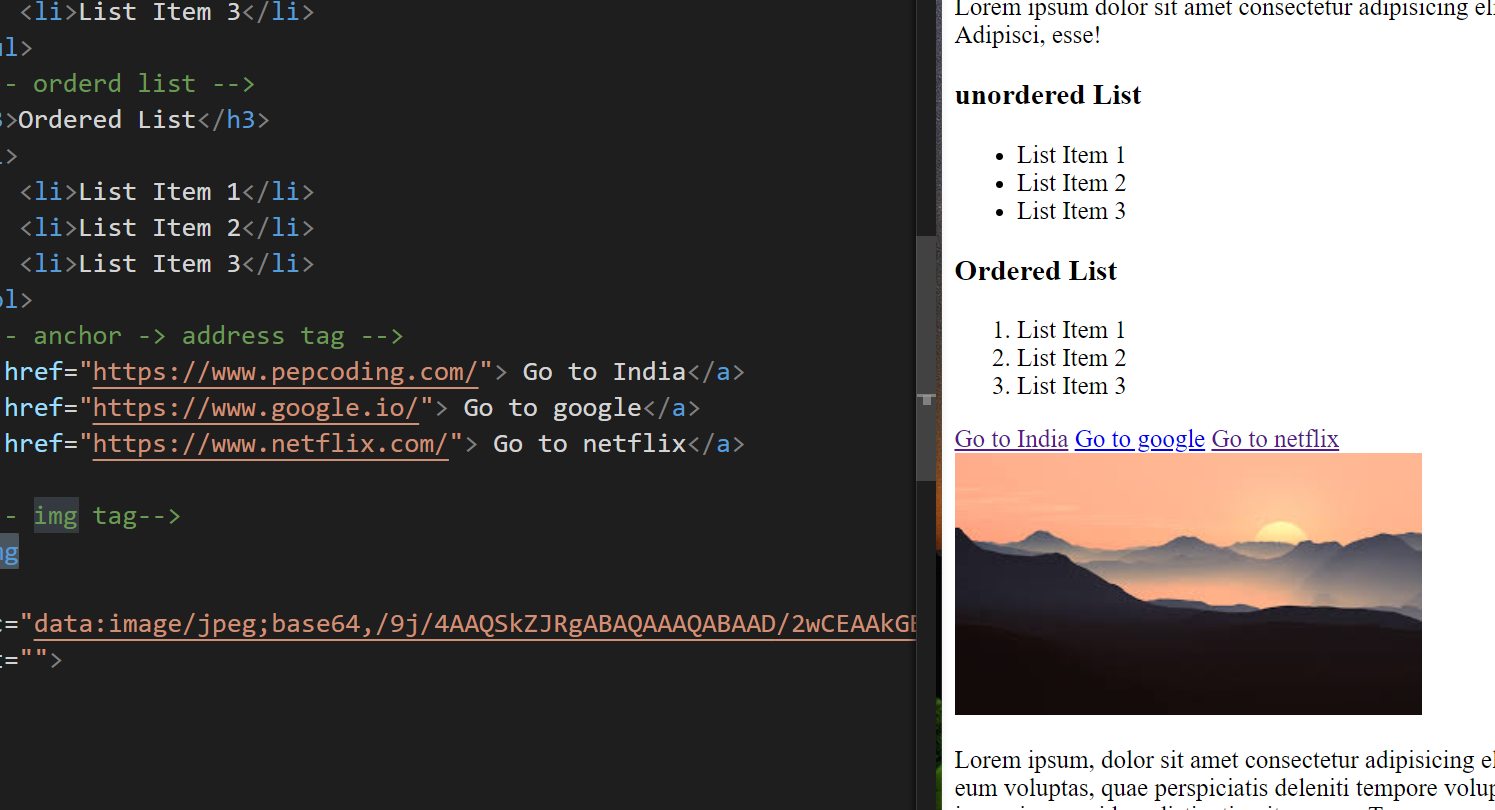 <li>List Item 3</li>
ul>
- orderd list -->
3>Ordered List</h3>
>
<li>List Item 1</li>
<li>List Item 2</li>
<li>List Item 3</li>
ol>
- anchor -> address tag -->
href="https://www.pepcoding.com/"> Go to India</a>
href="https://www.google.io/"> Go to google</a>
href="https://www.netflix.com/"> Go to netflix</a>
- img tag-->
mg
="data:image/jpeg;base64,/9j/4AAQSkZJRgABAQAAAQABAAD/2wCEAAkGB
t="">
Lorem ipsum dolor sit amet consectetur adipisicing eli
Adipisci, esse!
unordered List
• List Item 1
• List Item 2
• List Item 3
Ordered List
1. List Item 1
2. List Item 2
3. List Item 3
Go to India Go to google Go to netflix
Lorem ipsum, dolor sit amet consectetur adipisicing el
eum voluptas, quae perspiciatis deleniti tempore volup